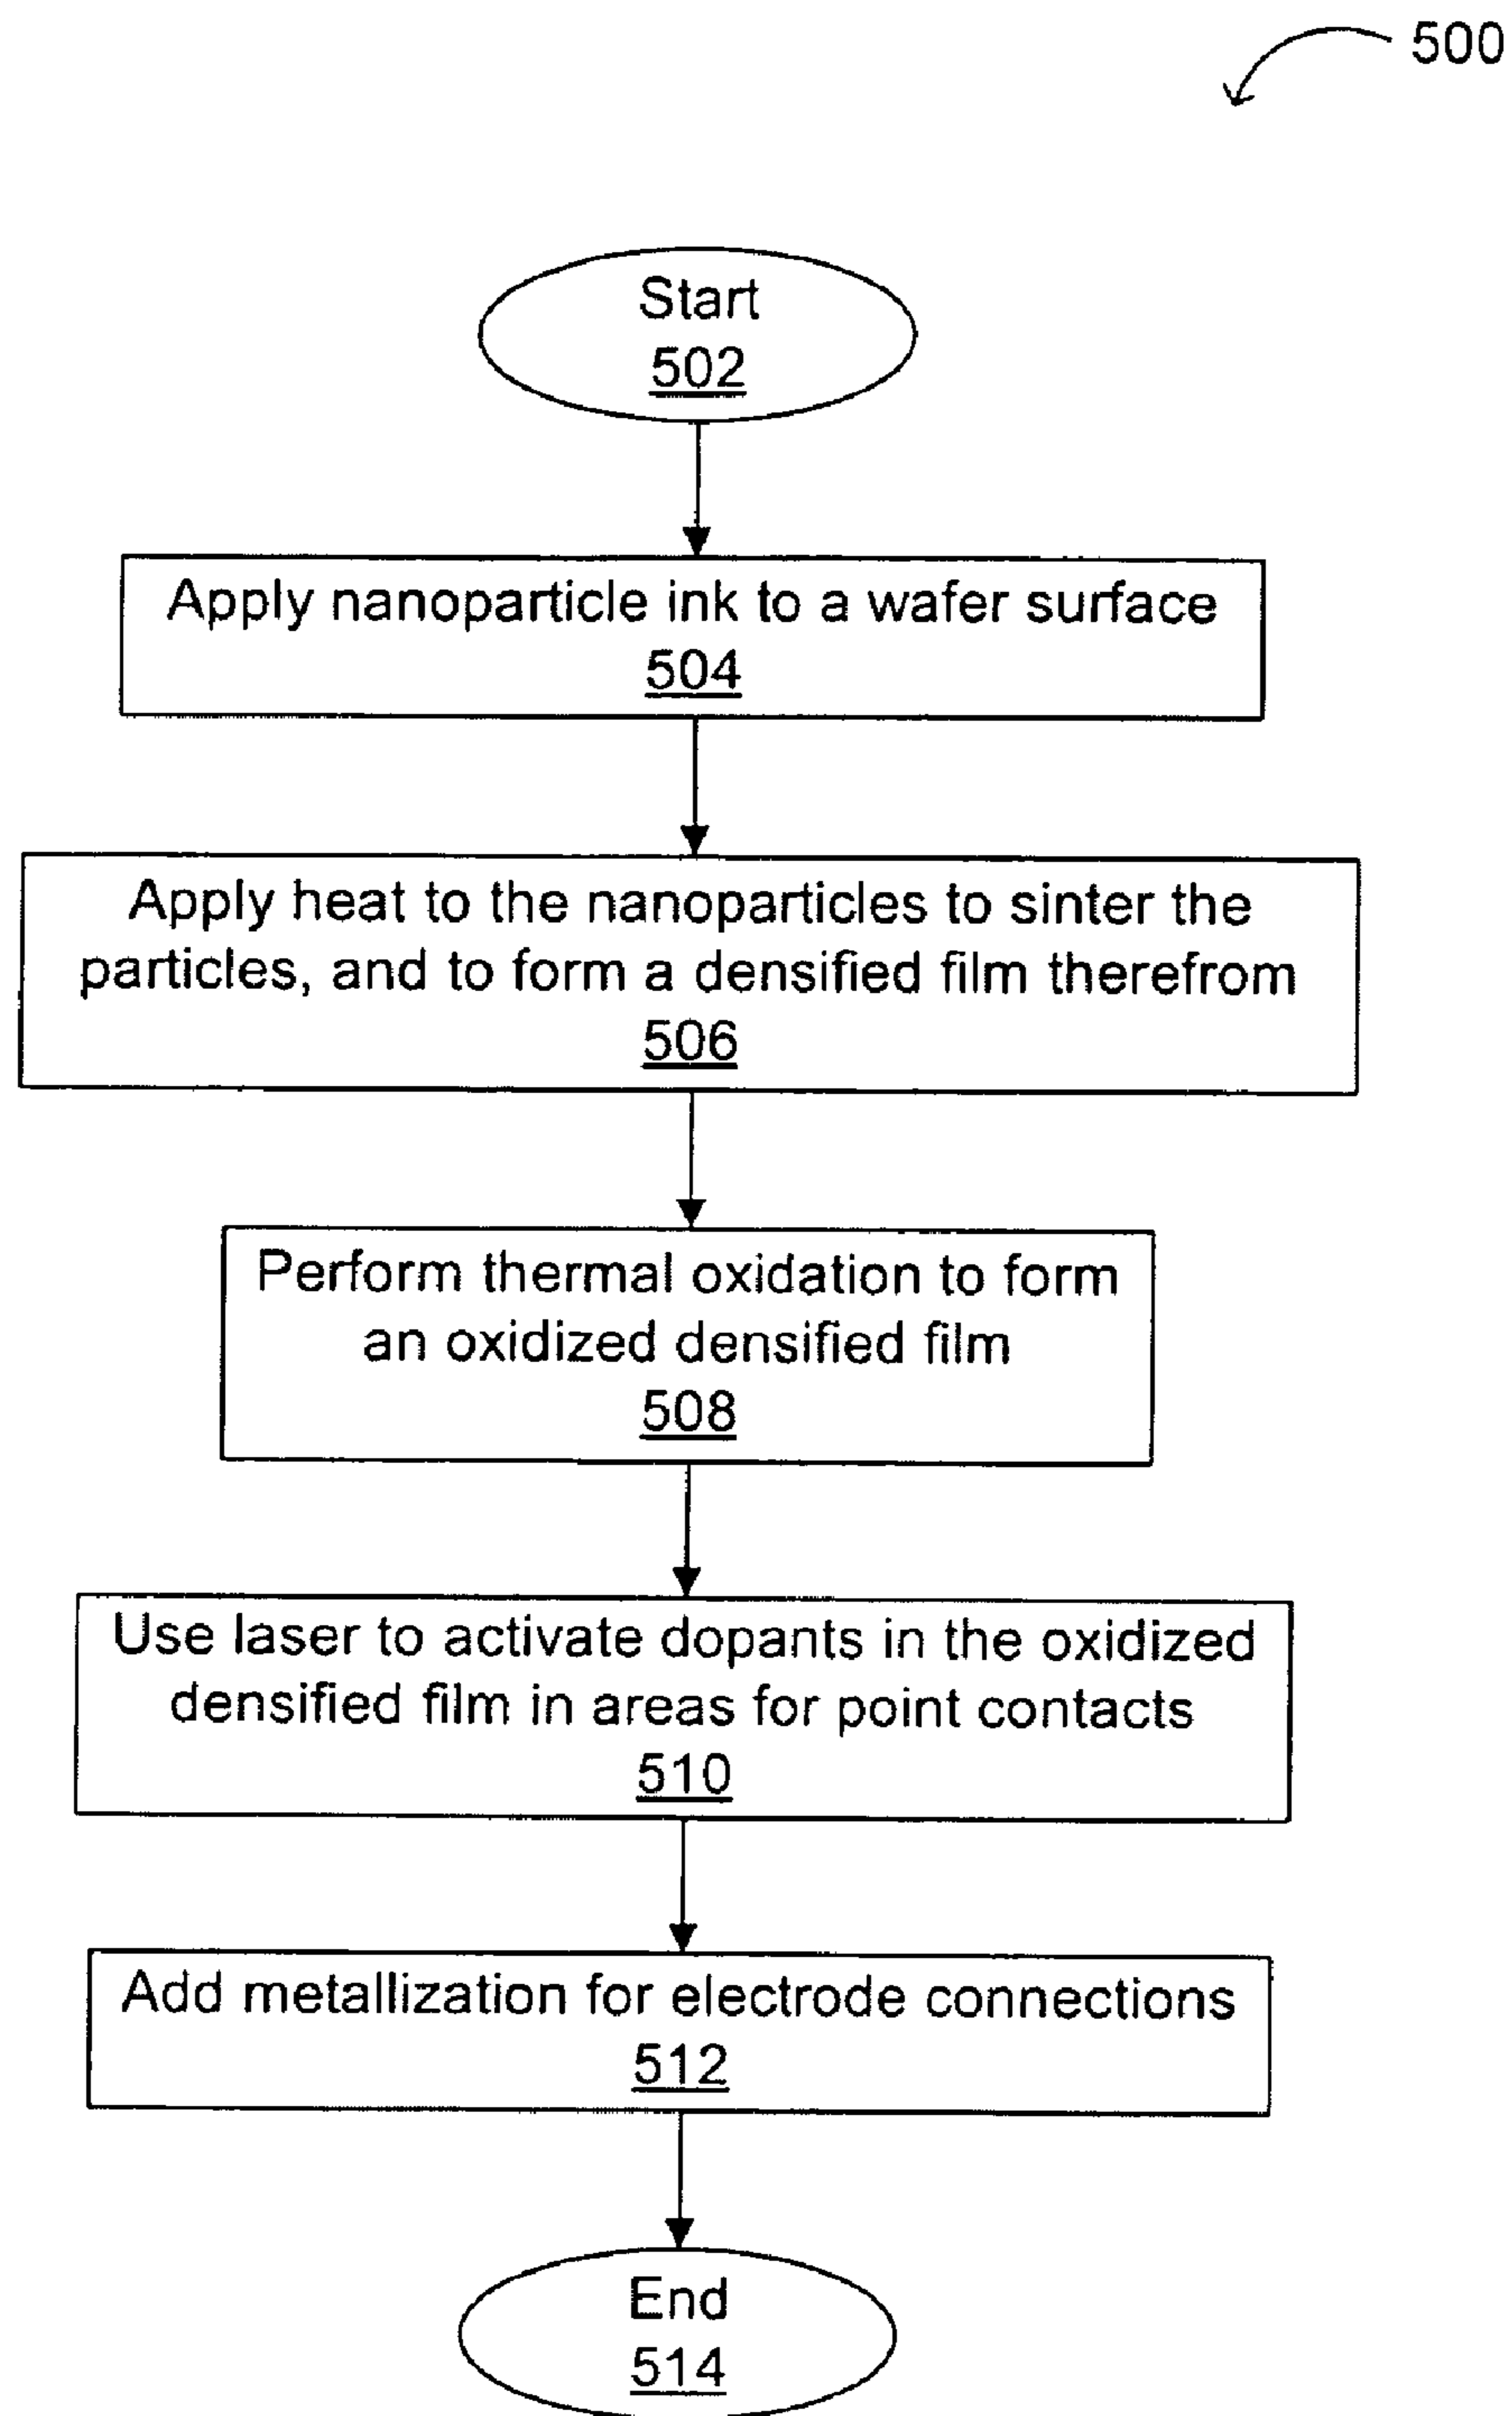 500
Start
502
Apply nanoparticle ink to a wafer surface
504
Apply heat to the nanoparticles to sinter the
particles, and to form a densified film therefrom
506
Perform thermal oxidation to form
an oxidized densified film
508
Use laser to activate dopants in the oxidized
densified film in areas for point contacts
510
Add metallization for electrode connections
512
End
514